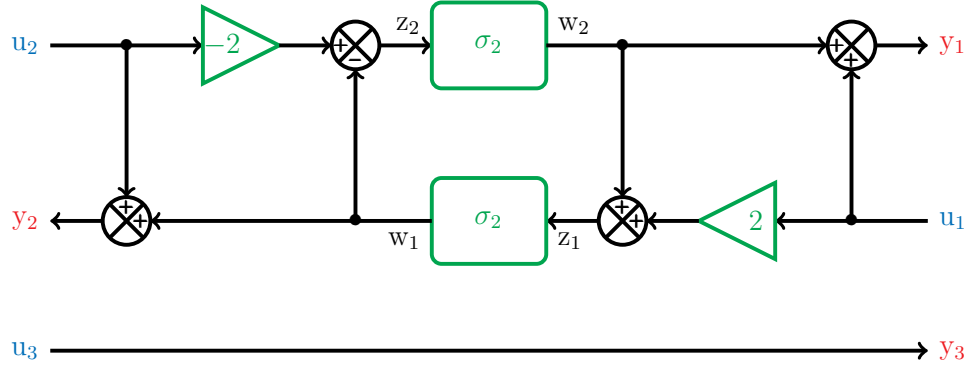 u₂ −2 + − z₂ σ₂ w₂ + + y₁
y₂ + + w₁ σ₂ z₁ + + 2 u₁
u₃ y₃